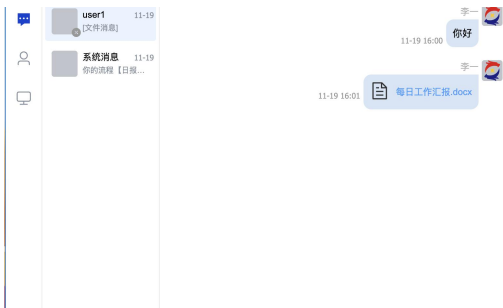 user1 11-19
[文件消息]
系统消息 11-19
你的流程【日报...
李一
11-19 16:00 你好
李一
11-19 16:01 每日工作汇报.docx